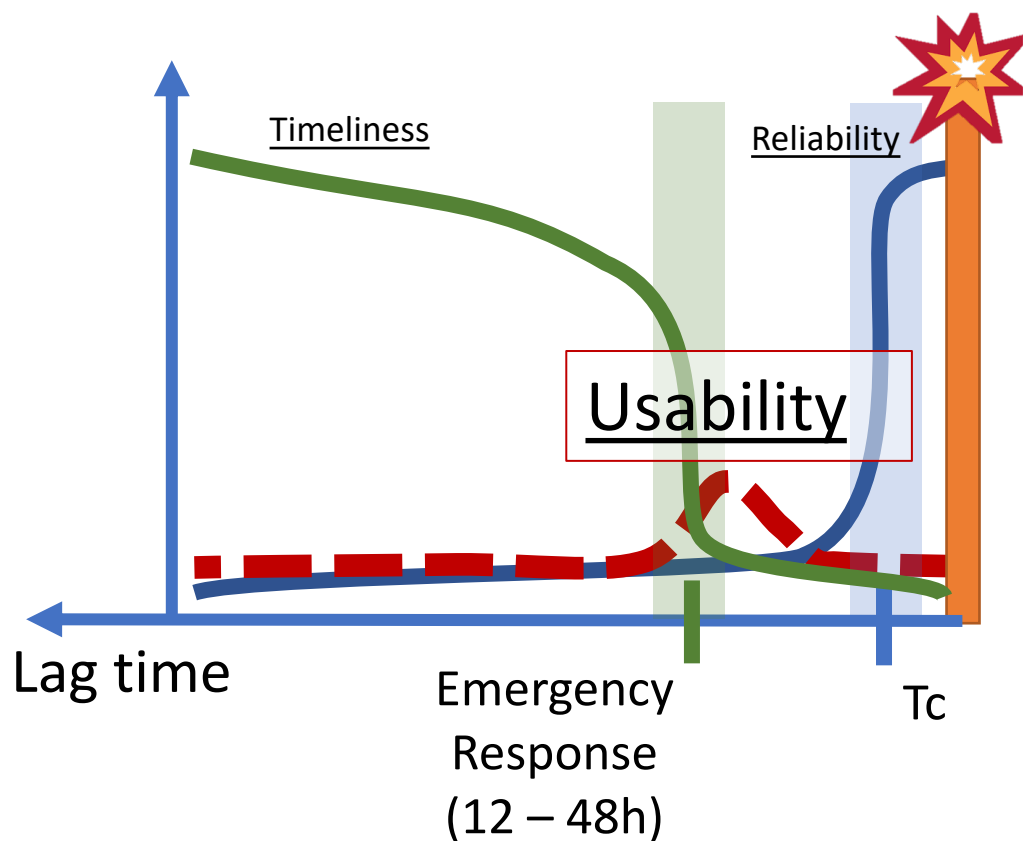 Timeliness
Reliability
Usability
Lag time
Emergency
Response
(12 – 48h)
Tc